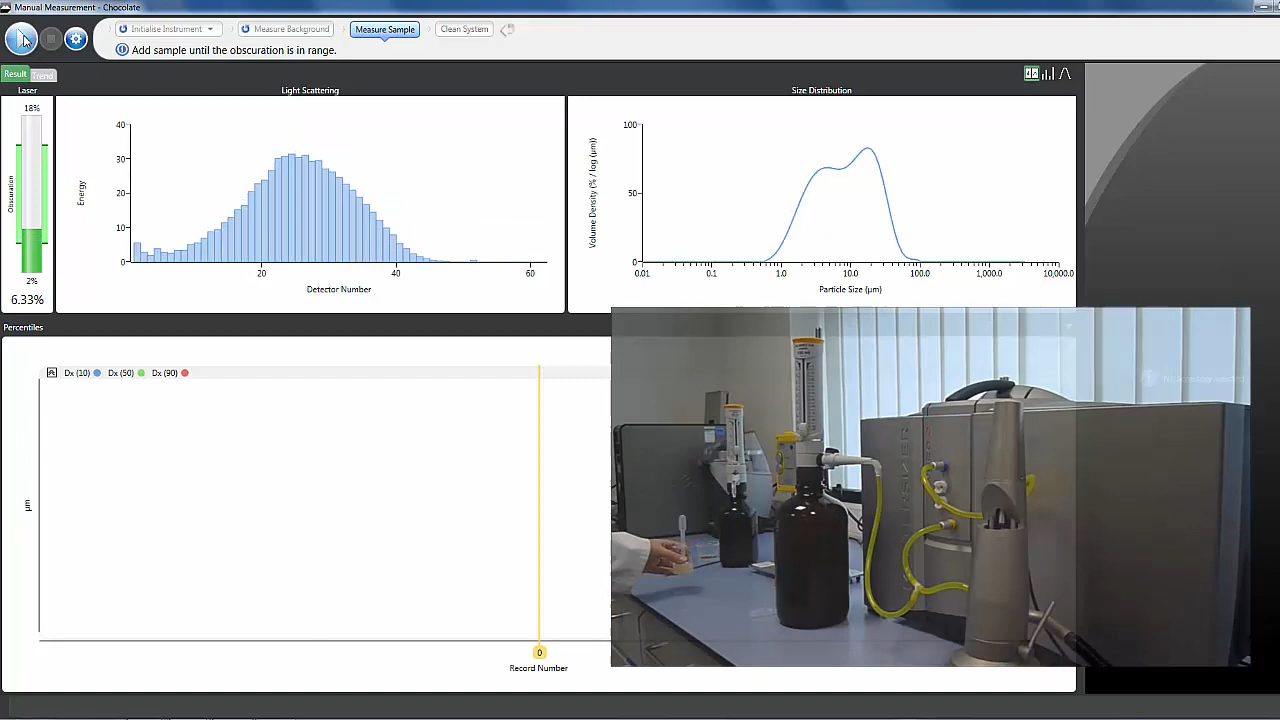 Manual Measurement - Chocolate
Initialise Instrument
Measure Background
Measure Sample
Clean System
Add sample until the obscuration is in range.
Result
Trend
Laser
Light Scattering
Size Distribution
18%
Obscuration
2%
6.33%
40
30
20
10
0
Energy
20
40
60
Detector Number
100
50
0
Volume Density (% / log (µm))
0.01
0.1
1.0
10.0
100.0
1,000.0
10,000.0
Particle Size (µm)
Percentiles
Dx (10)
Dx (50)
Dx (90)
µm
0
Record Number